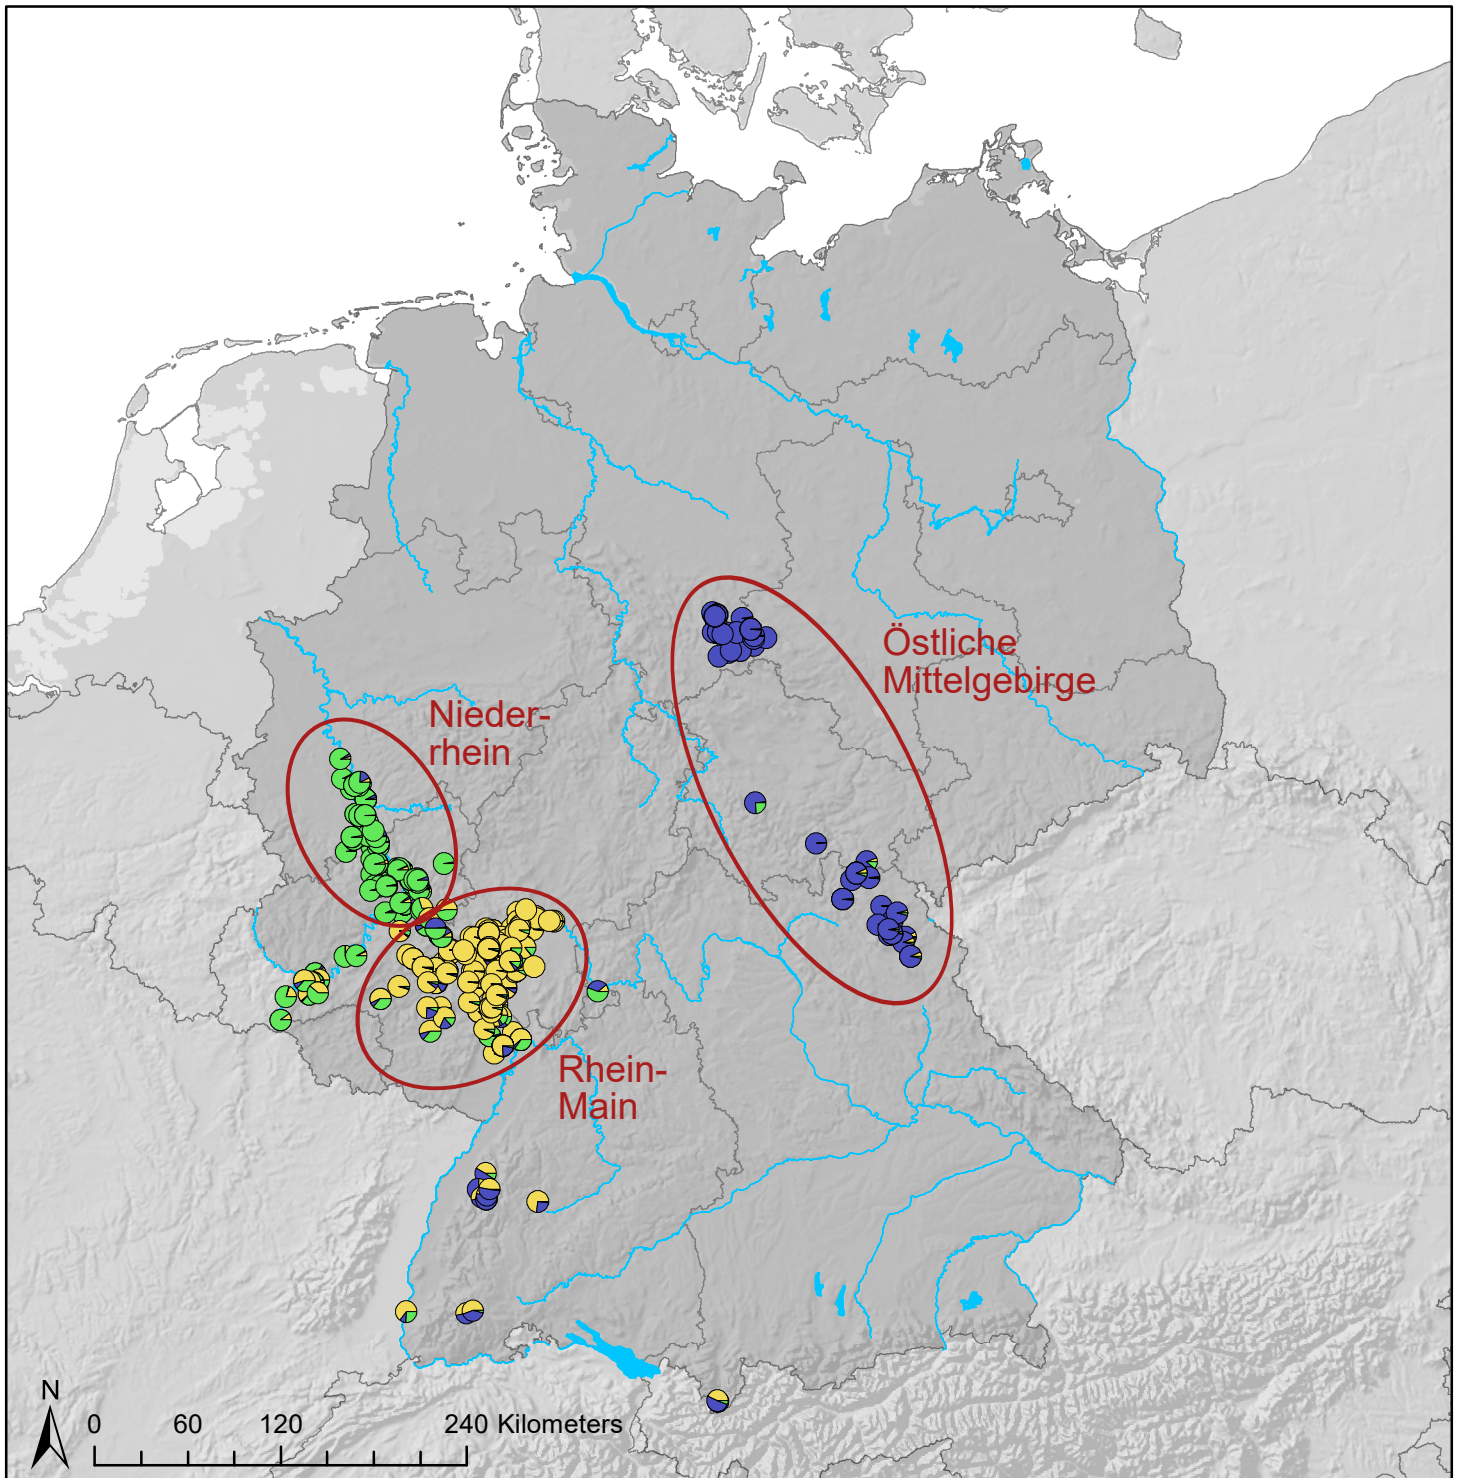 Östliche
Mittelgebirge
Nieder-
rhein
Rhein-
Main
N
0 60 120 240 Kilometers